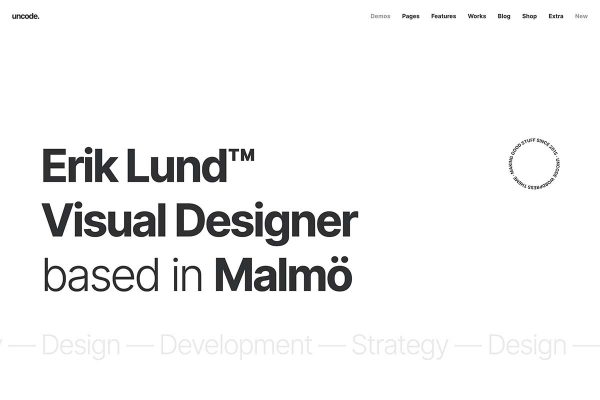 uncode.
Demos Pages Features Works Blog Shop Extra New
Erik Lund™
Visual Designer
based in Malmö
MAKING GOOD STUFF SINCE 2015 · UNCODE WORDPRESS THEME ·
— Design — Development — Strategy — Design —